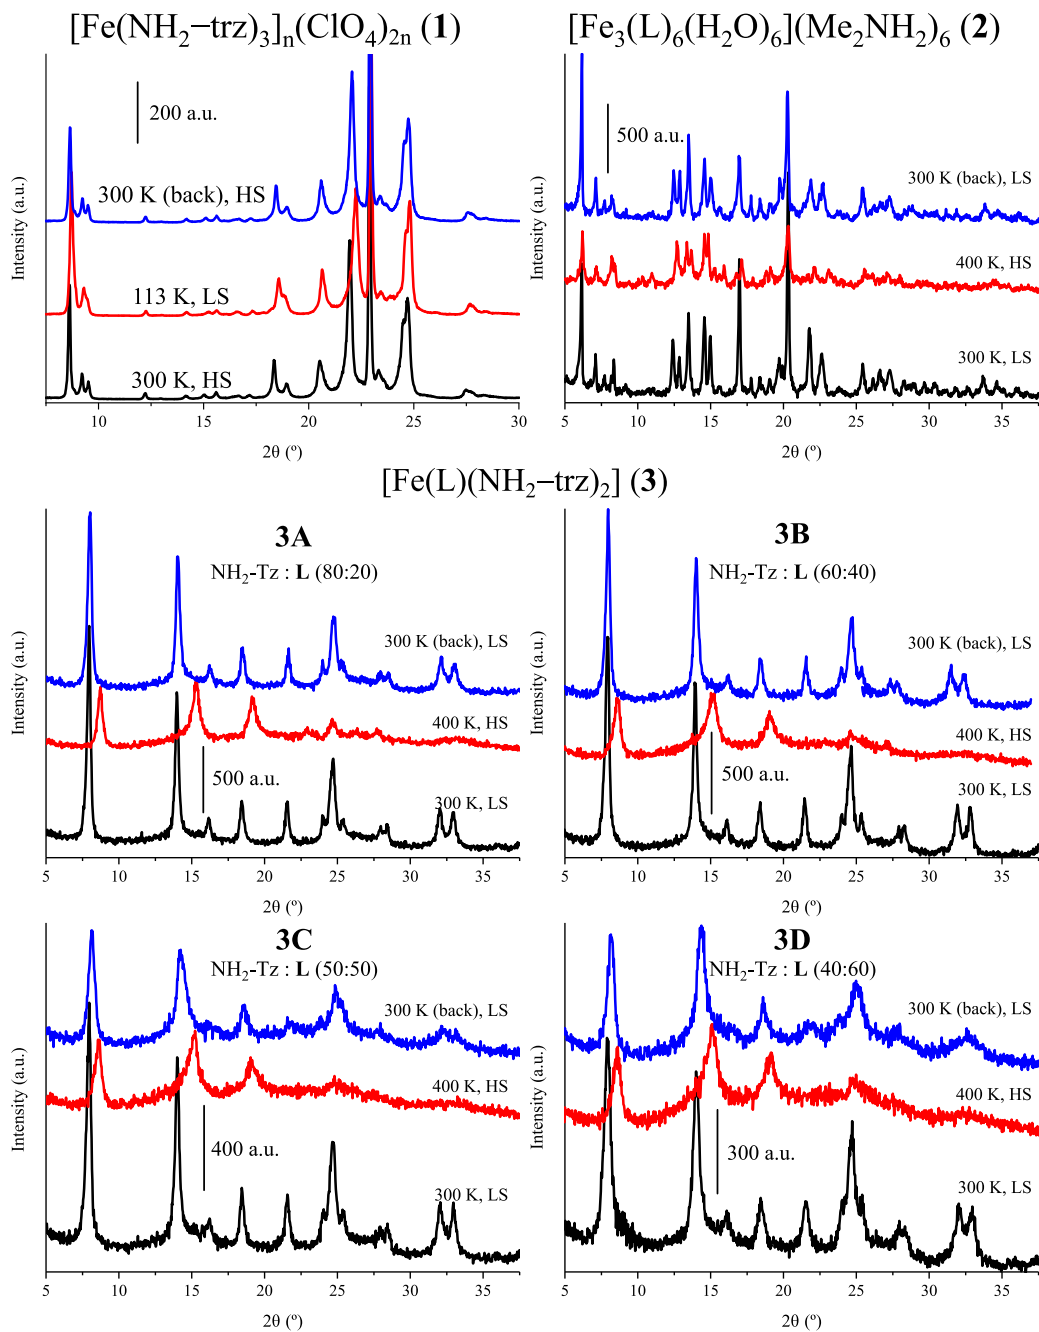 [Fe(NH₂−trz)₃]ₙ(ClO₄)₂ₙ (1)
200 a.u.
300 K (back), HS
113 K, LS
300 K, HS
Intensity (a.u.)
10 15 20 25 30
2θ (º)
[Fe₃(L)₆(H₂O)₆](Me₂NH₂)₆ (2)
500 a.u.
300 K (back), LS
400 K, HS
300 K, LS
Intensity (a.u.)
5 10 15 20 25 30 35
2θ (º)
[Fe(L)(NH₂−trz)₂] (3)
3A
NH₂-Tz : L (80:20)
300 K (back), LS
400 K, HS
500 a.u.
300 K, LS
Intensity (a.u.)
5 10 15 20 25 30 35
2θ (º)
3B
NH₂-Tz : L (60:40)
300 K (back), LS
400 K, HS
500 a.u.
300 K, LS
Intensity (a.u.)
5 10 15 20 25 30 35
2θ (º)
3C
NH₂-Tz : L (50:50)
300 K (back), LS
400 K, HS
400 a.u.
300 K, LS
Intensity (a.u.)
5 10 15 20 25 30 35
2θ (º)
3D
NH₂-Tz : L (40:60)
300 K (back), LS
400 K, HS
300 a.u.
300 K, LS
Intensity (a.u.)
5 10 15 20 25 30 35
2θ (º)